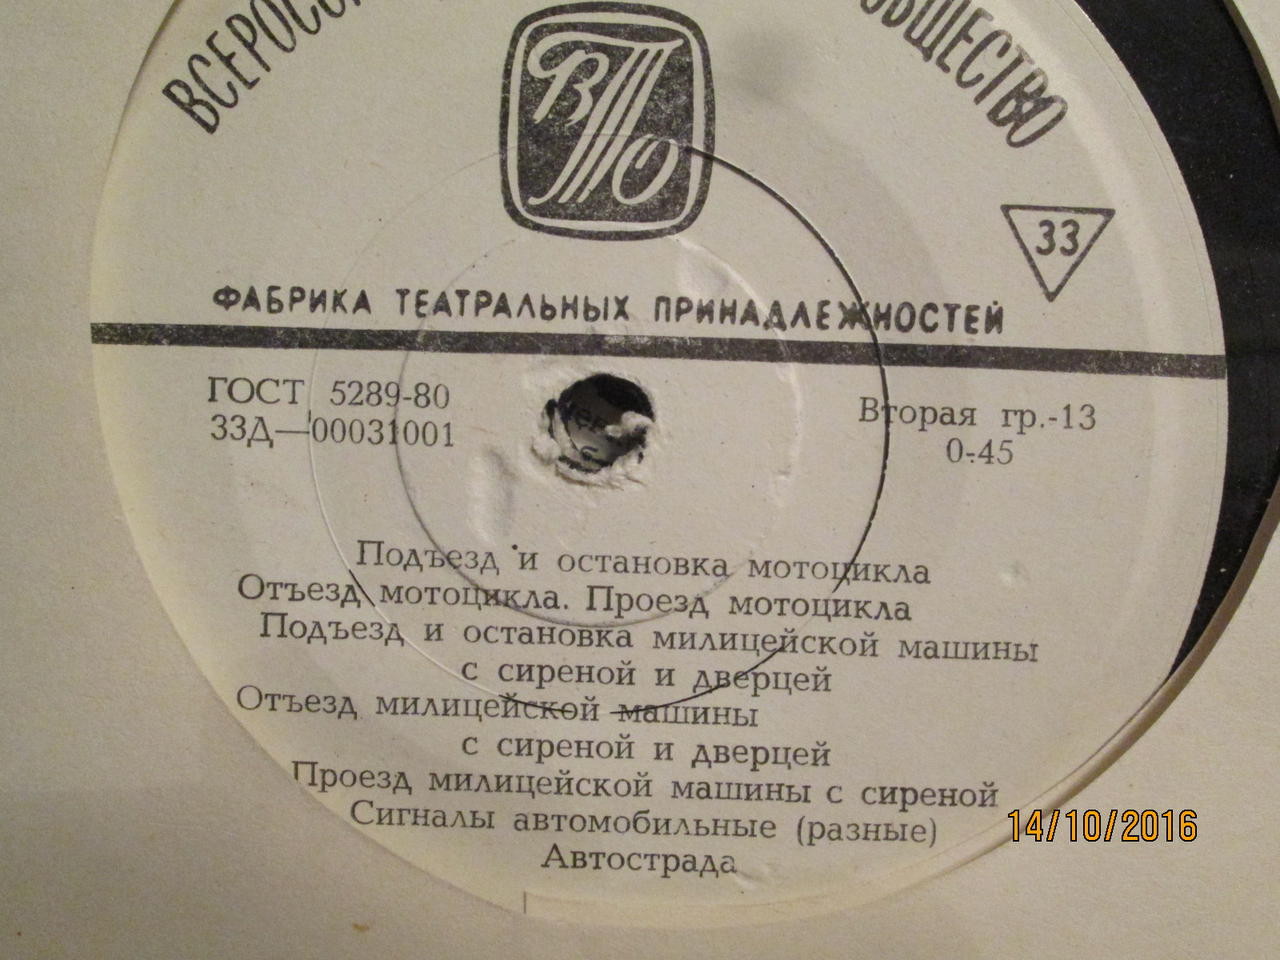 ОБЩЕСТВО
ВТО
33
ФАБРИКА ТЕАТРАЛЬНЫХ ПРИНАДЛЕЖНОСТЕЙ
ГОСТ 5289-80
33Д—00031001
Вторая гр.-13
0-45
Подъезд и остановка мотоцикла
Отъезд мотоцикла. Проезд мотоцикла
Подъезд и остановка милицейской машины
с сиреной и дверцей
Отъезд милицейской машины
с сиреной и дверцей
Проезд милицейской машины с сиреной
Сигналы автомобильные (разные)
Автострада
14/10/2016